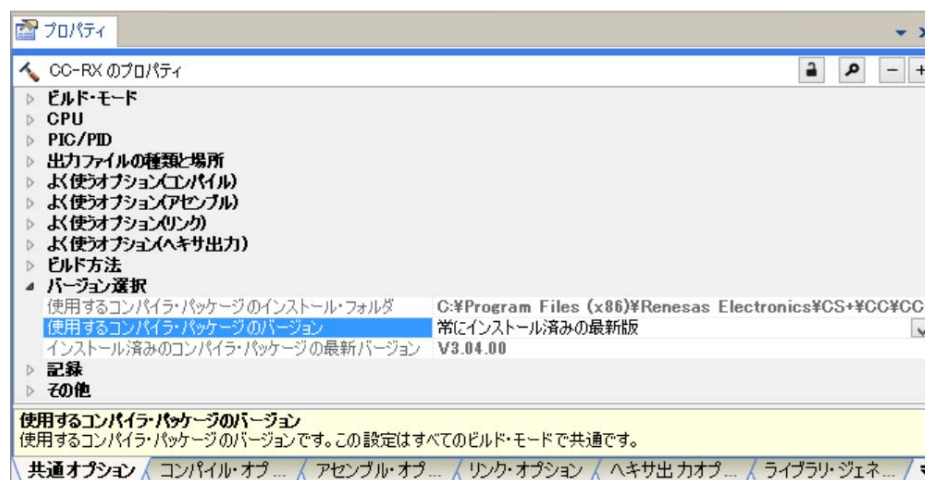 プロパティ
CC-RX のプロパティ
ビルド・モード
CPU
PIC/PID
出力ファイルの種類と場所
よく使うオプション(コンパイル)
よく使うオプション(アセンブル)
よく使うオプション(リンク)
よく使うオプション(ヘキサ出力)
ビルド方法
バージョン選択
使用するコンパイラ・パッケージのインストール・フォルダ C:¥Program Files (x86)¥Renesas Electronics¥CS+¥CC¥CC
使用するコンパイラ・パッケージのバージョン 常にインストール済みの最新版
インストール済みのコンパイラ・パッケージの最新バージョン V3.04.00
記録
その他
使用するコンパイラ・パッケージのバージョン
使用するコンパイラ・パッケージのバージョンです。この設定はすべてのビルド・モードで共通です。
共通オプション コンパイル・オプ... アセンブル・オプ... リンク・オプション ヘキサ出力オプ... ライブラリ・ジェネ...